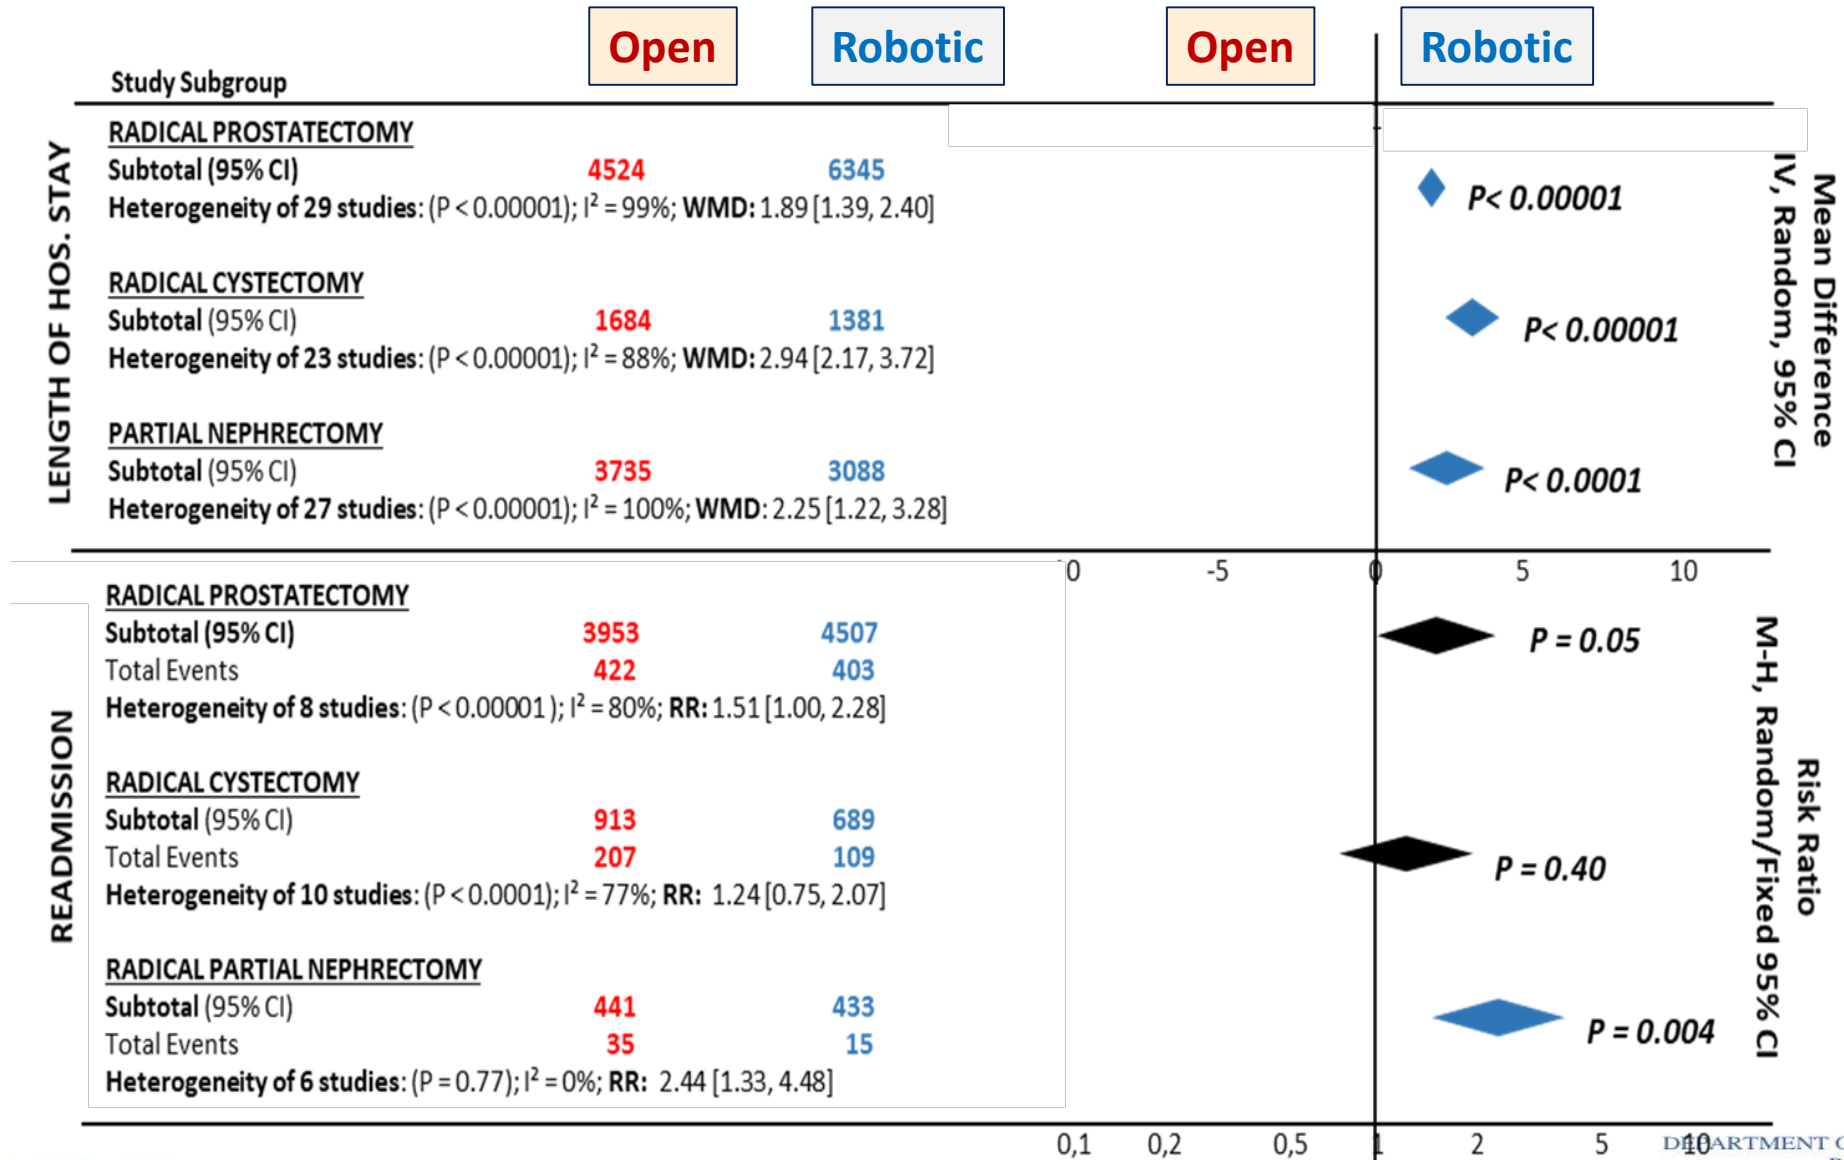 Open Robotic Open Robotic
Study Subgroup
LENGTH OF HOS. STAY
RADICAL PROSTATECTOMY
Subtotal (95% CI) 4524 6345
Heterogeneity of 29 studies: (P < 0.00001); I² = 99%; WMD: 1.89 [1.39, 2.40]
P< 0.00001
RADICAL CYSTECTOMY
Subtotal (95% CI) 1684 1381
Heterogeneity of 23 studies: (P < 0.00001); I² = 88%; WMD: 2.94 [2.17, 3.72]
P< 0.00001
PARTIAL NEPHRECTOMY
Subtotal (95% CI) 3735 3088
Heterogeneity of 27 studies: (P < 0.00001); I² = 100%; WMD: 2.25 [1.22, 3.28]
P< 0.0001
Mean Difference
IV, Random, 95% CI
0 -5 0 5 10
READMISSION
RADICAL PROSTATECTOMY
Subtotal (95% CI) 3953 4507
Total Events 422 403
Heterogeneity of 8 studies: (P < 0.00001 ); I² = 80%; RR: 1.51 [1.00, 2.28]
P = 0.05
RADICAL CYSTECTOMY
Subtotal (95% CI) 913 689
Total Events 207 109
Heterogeneity of 10 studies: (P < 0.0001); I² = 77%; RR: 1.24 [0.75, 2.07]
P = 0.40
RADICAL PARTIAL NEPHRECTOMY
Subtotal (95% CI) 441 433
Total Events 35 15
Heterogeneity of 6 studies: (P = 0.77); I² = 0%; RR: 2.44 [1.33, 4.48]
P = 0.004
Risk Ratio
M-H, Random/Fixed 95% CI
0,1 0,2 0,5 1 2 5 10
DEPARTMENT